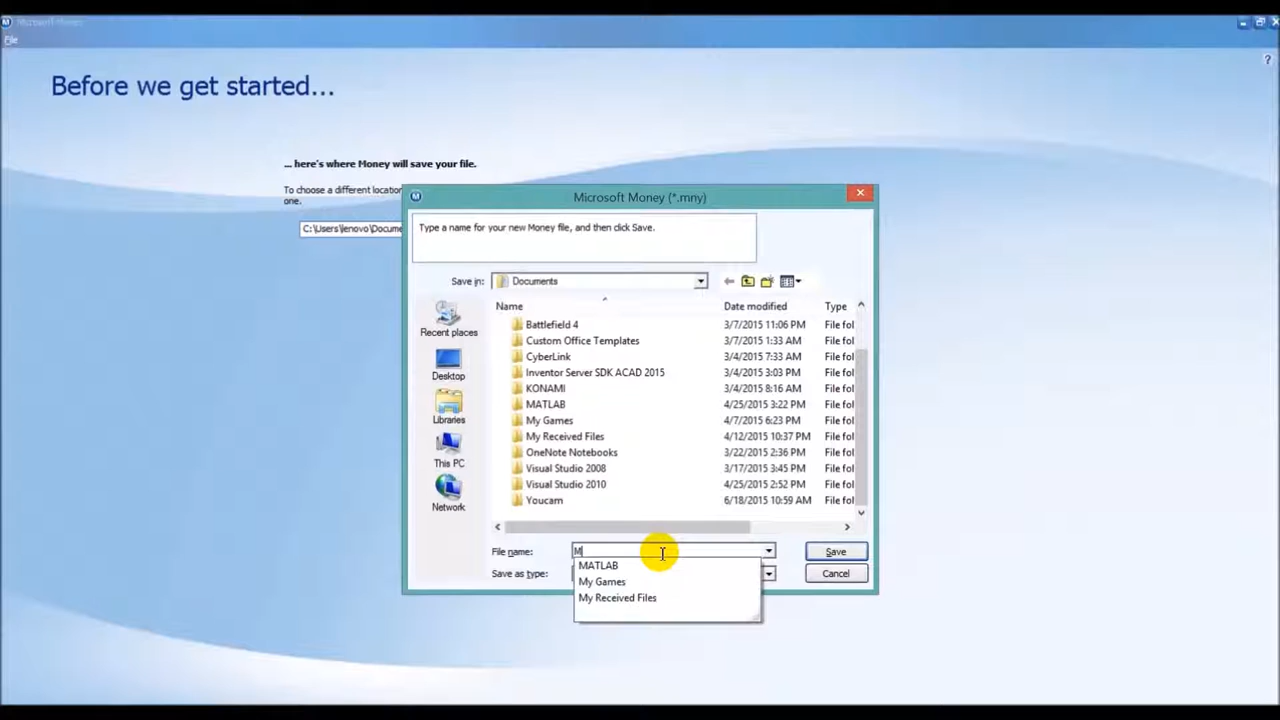 Microsoft Money
File
?
Before we get started...
... here's where Money will save your file.
To choose a different locatio
one.
C:\Users\lenovo\Docume
Microsoft Money (*.mny)
Type a name for your new Money file, and then click Save.
Save in: Documents
Name Date modified Type
Battlefield 4 3/7/2015 11:06 PM File fol
Custom Office Templates 3/7/2015 1:33 AM File fol
CyberLink 3/4/2015 7:33 AM File fol
Inventor Server SDK ACAD 2015 3/4/2015 3:03 PM File fol
KONAMI 3/4/2015 8:16 AM File fol
MATLAB 4/25/2015 3:22 PM File fol
My Games 4/7/2015 6:23 PM File fol
My Received Files 4/12/2015 10:37 PM File fol
OneNote Notebooks 3/22/2015 2:36 PM File fol
Visual Studio 2008 3/17/2015 3:45 PM File fol
Visual Studio 2010 4/25/2015 2:52 PM File fol
Youcam 6/18/2015 10:59 AM File fol
Recent places
Desktop
Libraries
This PC
Network
File name: M Save
MATLAB
Save as type: Cancel
My Games
My Received Files